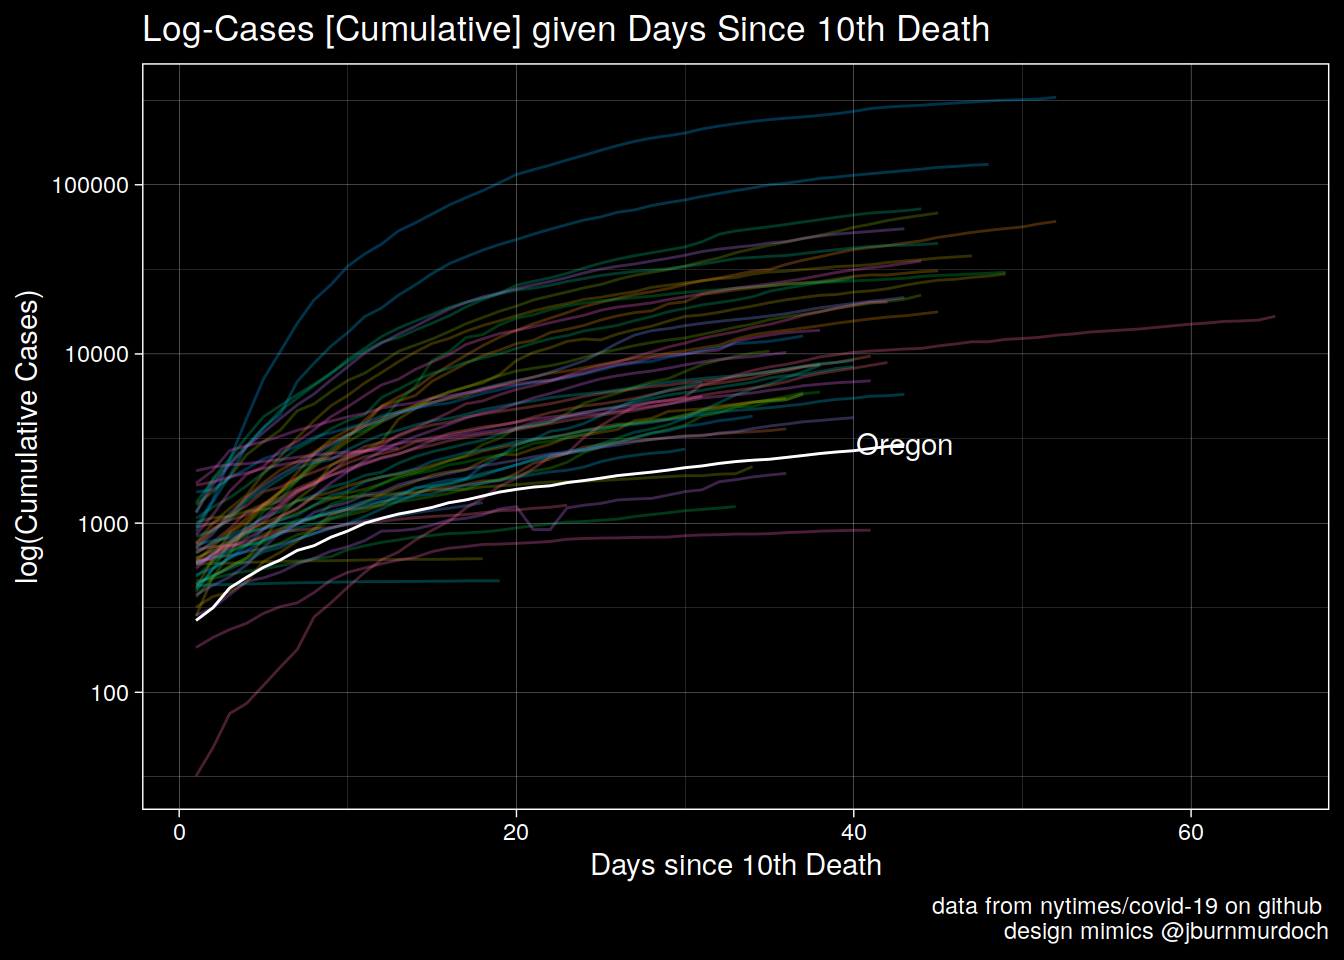 Log-Cases [Cumulative] given Days Since 10th Death
log(Cumulative Cases)
100000
10000
1000
100
Oregon
0 20 40 60
Days since 10th Death
data from nytimes/covid-19 on github
design mimics @jburnmurdoch